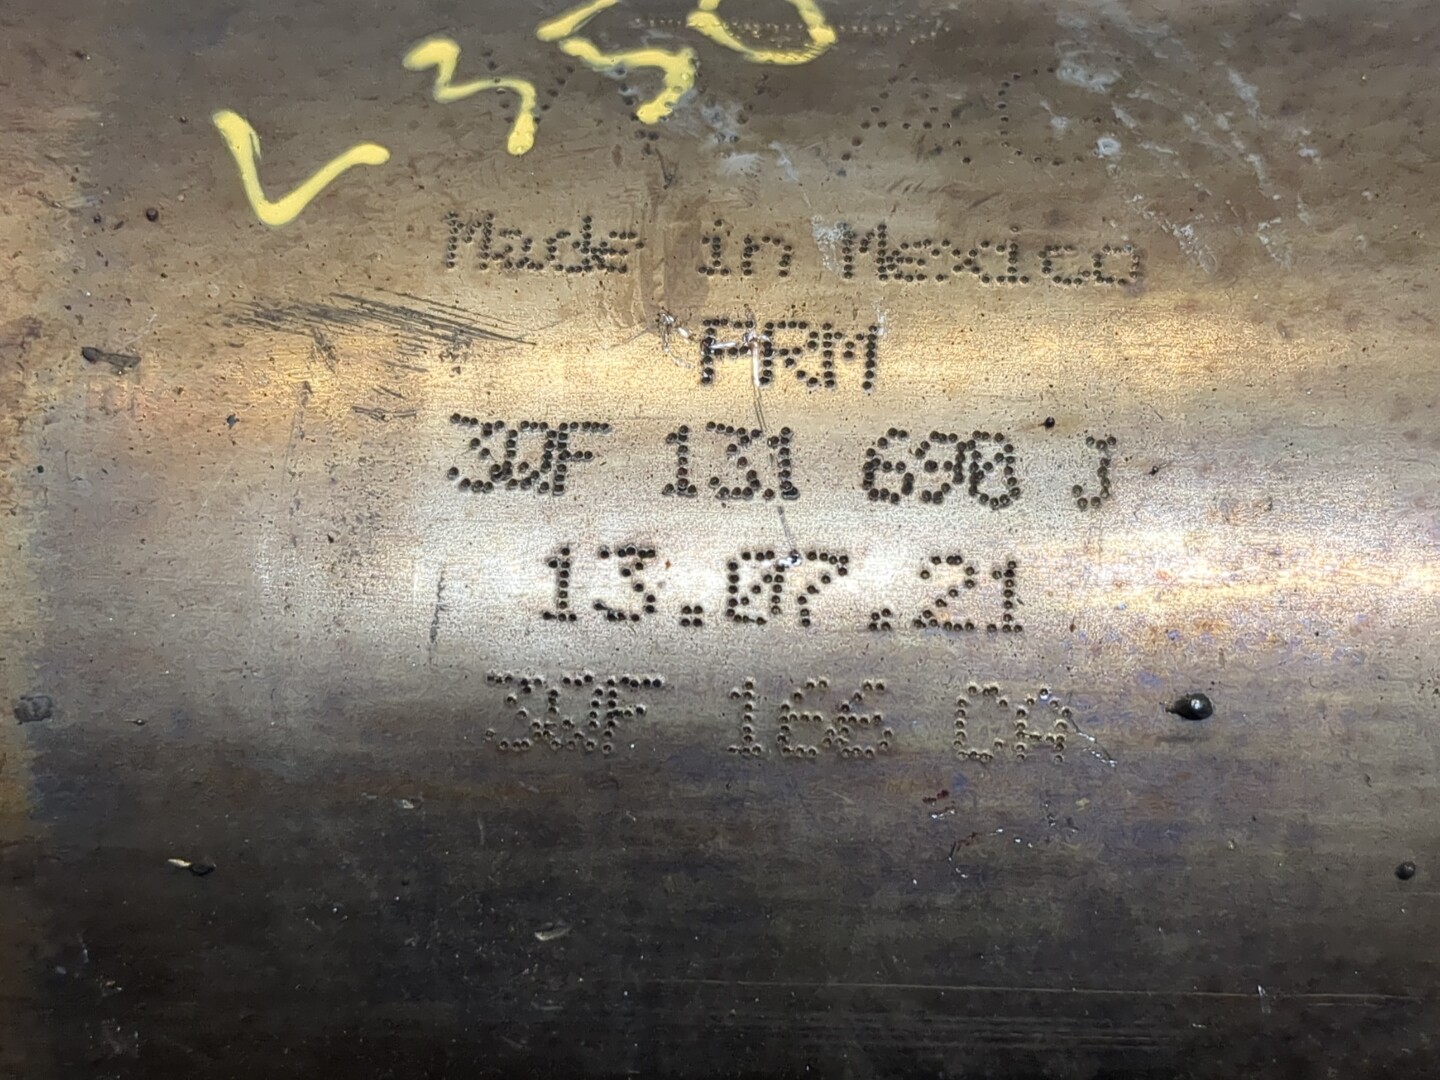 V350
Made in Mexico
ARM
3QF 131 690 J
13.07.21
3QF 166 CA